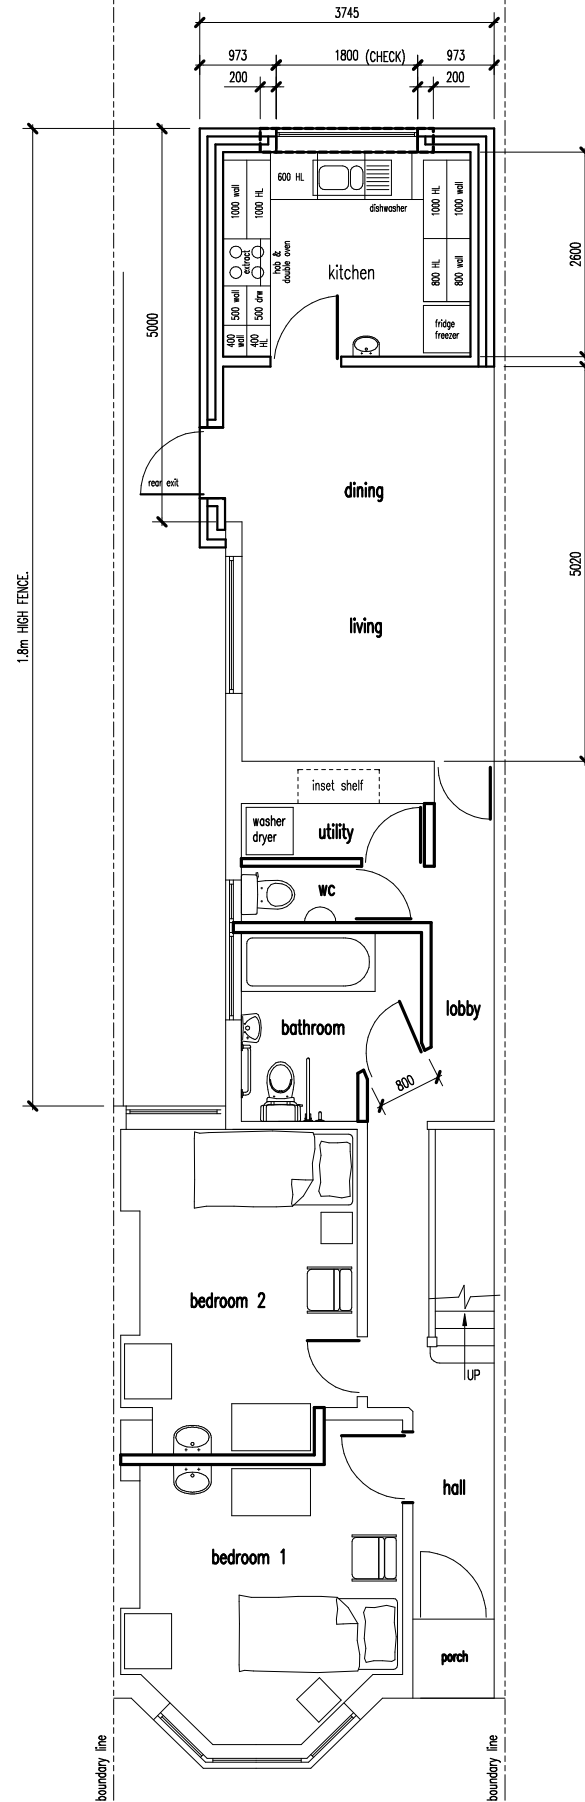 3745
973
1800 (CHECK)
973
200
200
600 HL
dishwasher
1000 wall
1000 HL
1000 HL
1000 wall
extract
hob &
double oven
kitchen
800 HL
800 wall
500 wall
500 drw
400
wall
400
HL
fridge
freezer
2600
5000
rear exit
dining
living
1.8m HIGH FENCE.
5020
inset shelf
washer
dryer
utility
wc
bathroom
lobby
800
bedroom 2
UP
hall
bedroom 1
porch
boundary line
boundary line